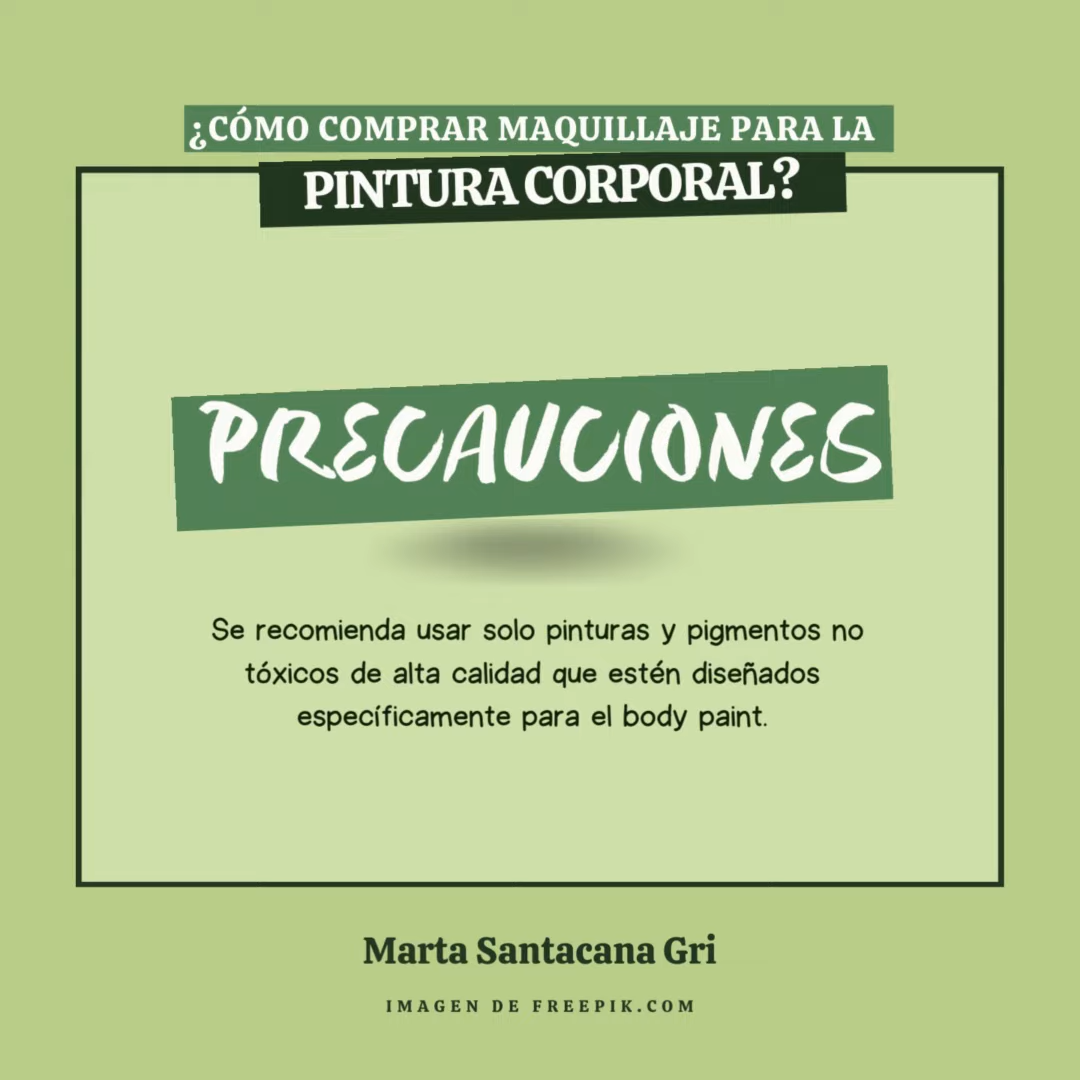 ¿CÓMO COMPRAR MAQUILLAJE PARA LA
PINTURA CORPORAL?
PRECAUCIONES
Se recomienda usar solo pinturas y pigmentos no
tóxicos de alta calidad que estén diseñados
específicamente para el body paint.
Marta Santacana Gri
IMAGEN DE FREEPIK.COM